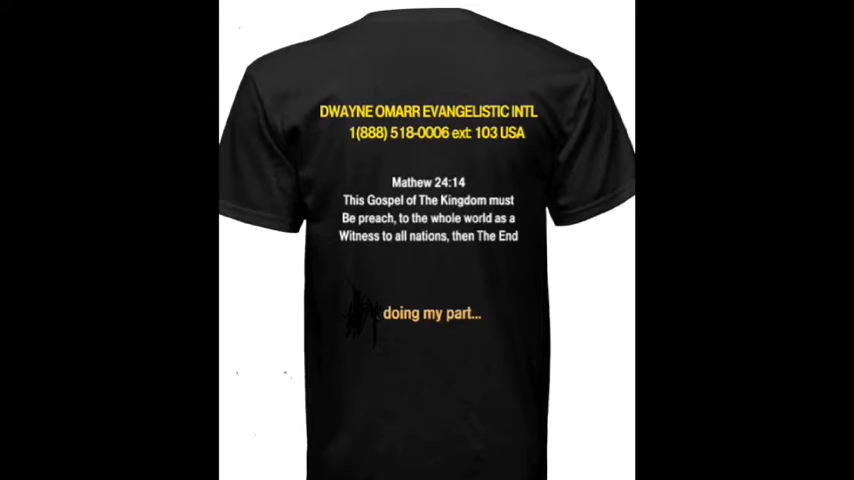 DWAYNE OMARR EVANGELISTIC INTL
1(888) 518-0006 ext: 103 USA
Mathew 24:14
This Gospel of The Kingdom must
Be preach, to the whole world as a
Witness to all nations, then The End
doing my part...